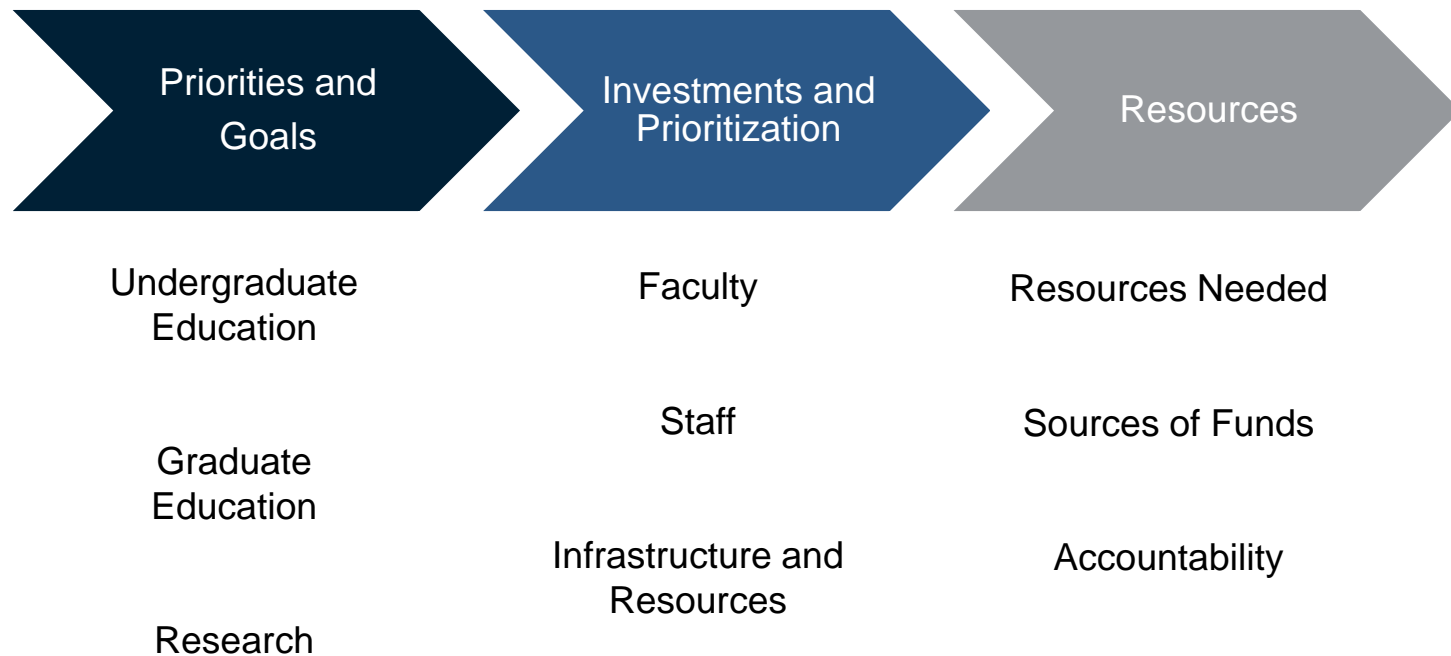 Priorities and
Goals
Investments and
Prioritization
Resources
Undergraduate
Education
Graduate
Education
Research
Faculty
Staff
Infrastructure and
Resources
Resources Needed
Sources of Funds
Accountability